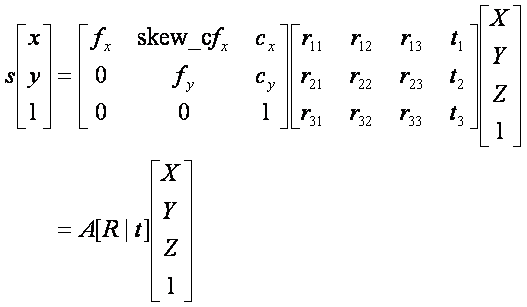 s [x y 1] = [f_x skew_cf_x c_x; 0 f_y c_y; 0 0 1] [r_11 r_12 r_13 t_1; r_21 r_22 r_23 t_2; r_31 r_32 r_33 t_3] [X Y Z 1]
= A[R | t] [X Y Z 1]